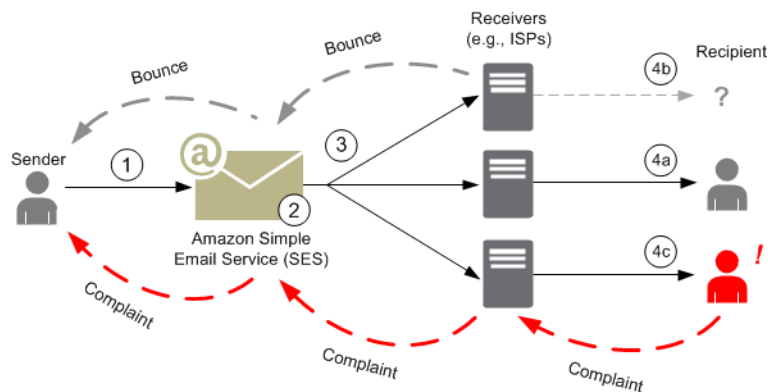 Receivers
(e.g., ISPs)
Recipient
Bounce
Bounce
4b
?
Sender
1
@
3
2
4a
Amazon Simple
Email Service (SES)
4c
!
Complaint
Complaint
Complaint